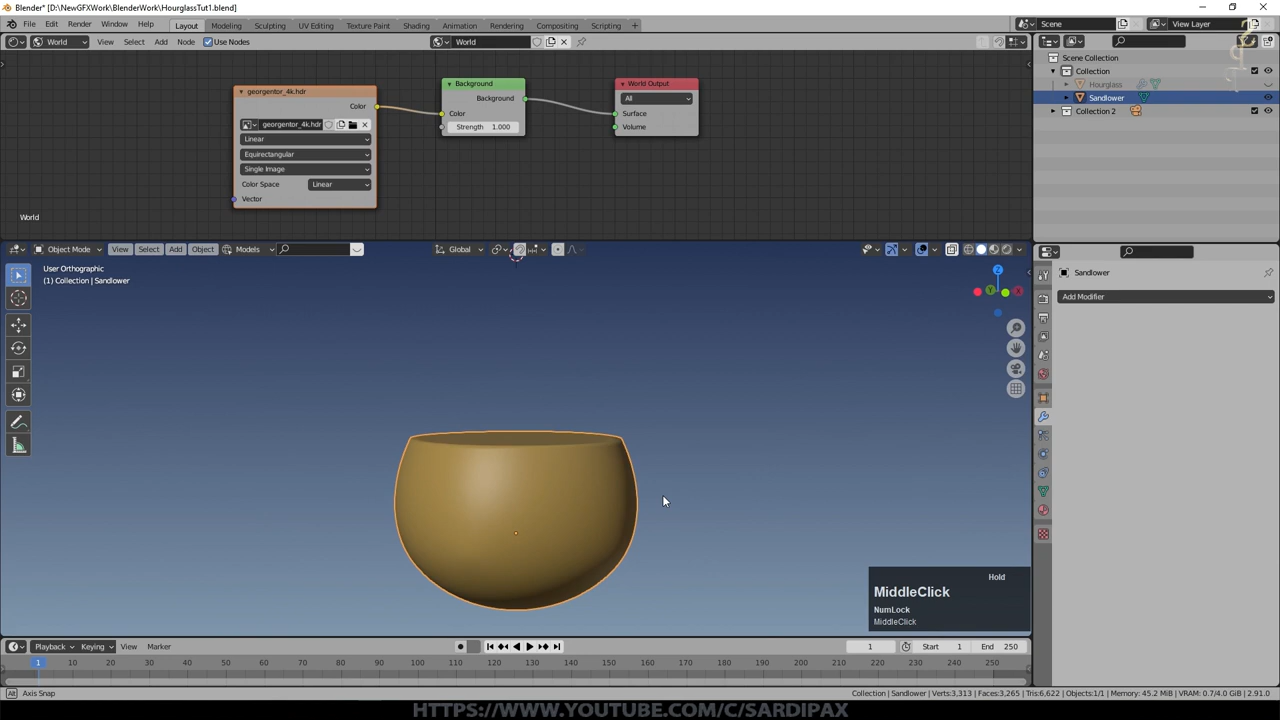 Blender* [D:\NewGFXWork\BlenderWork\HourglassTut1.blend]
File Edit Render Window Help Layout Modeling Sculpting UV Editing Texture Paint Shading Animation Rendering Compositing Scripting + Scene View Layer
World View Select Add Node Use Nodes World
georgentor_4k.hdr
Color
georgentor_4k.hdr
Linear
Equirectangular
Single Image
Color Space Linear
Vector
Background
Background
Color
Strength 1.000
World Output
All
Surface
Volume
World
Scene Collection
Collection
Hourglass
Sandlower
Collection 2
Object Mode View Select Add Object Models Global
User Orthographic
(1) Collection | Sandlower
Z
Y
X
Sandlower
Add Modifier
Hold
MiddleClick
NumLock
MiddleClick
Playback Keying View Marker 1 Start 1 End 250
1 10 20 30 40 50 60 70 80 90 100 110 120 130 140 150 160 170 180 190 200 210 220 230 240 250
Alt Axis Snap Collection | Sandlower | Verts:3,313 | Faces:3,265 | Tris:6,622 | Objects:1/1 | Memory: 45.2 MiB | VRAM: 0.7/4.0 GiB | 2.91.0
HTTPS://WWW.YOUTUBE.COM/C/SARDIPAX